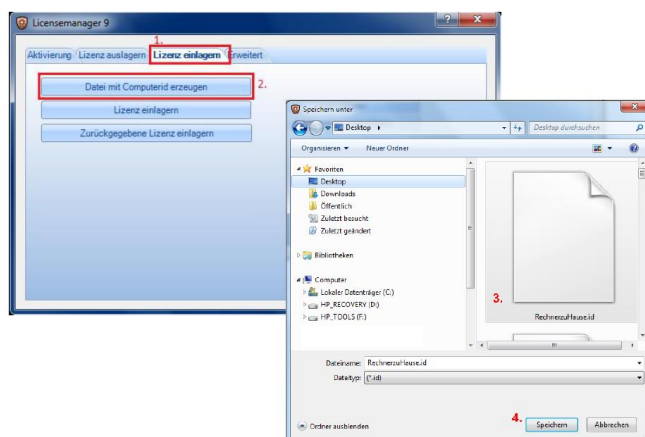 Licensemanager 9
1.
Aktivierung Lizenz auslagern Lizenz einlagern Erweitert
Datei mit Computerid erzeugen 2.
Lizenz einlagern
Zurückgegebene Lizenz einlagern
Speichern unter
Desktop Desktop durchsuchen
Organisieren Neuer Ordner
Favoriten
Desktop
Downloads
Öffentlich
Zuletzt besucht
Zuletzt geändert
Bibliotheken
Computer
Lokaler Datenträger (C:)
HP_RECOVERY (D:)
HP_TOOLS (F:)
3.
RechnerzuHause.id
Dateiname: RechnerzuHause.id
Dateityp: (*.id)
Ordner ausblenden 4. Speichern Abbrechen